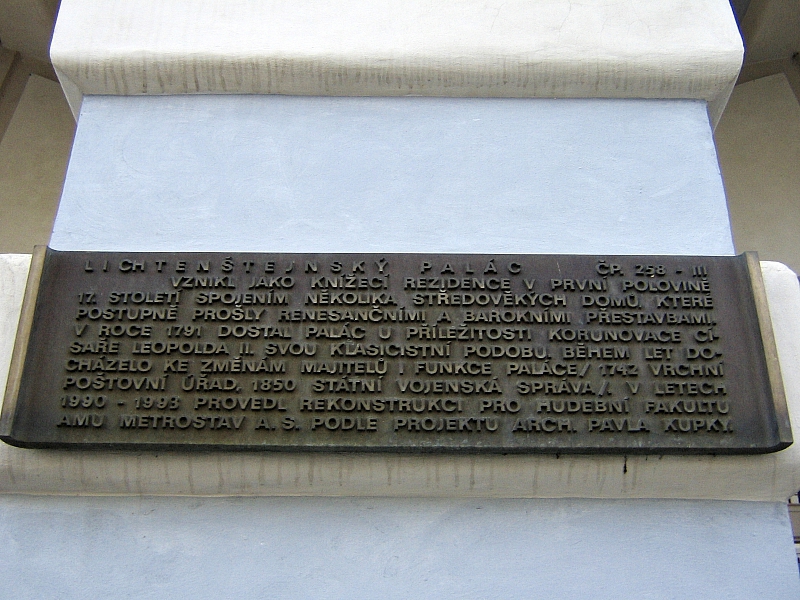 LICHTENŠTEJNSKÝ PALÁC ČP. 258 - III
VZNIKL JAKO KNÍŽECÍ REZIDENCE V PRVNÍ POLOVINĚ
17. STOLETÍ SPOJENÍM NĚKOLIKA STŘEDOVĚKÝCH DOMŮ, KTERÉ
POSTUPNĚ PROŠLY RENESANČNÍMI A BAROKNÍMI PŘESTAVBAMI.
V ROCE 1791 DOSTAL PALÁC U PŘÍLEŽITOSTI KORUNOVACE CÍ-
SAŘE LEOPOLDA II. SVOU KLASICISTNÍ PODOBU. BĚHEM LET DO-
CHÁZELO KE ZMĚNÁM MAJITELŮ I FUNKCE PALÁCE/1742 VRCHNÍ
POŠTOVNÍ ÚŘAD, 1850 STÁTNÍ VOJENSKÁ SPRÁVA/. V LETECH
1990 - 1993 PROVEDL REKONSTRUKCI PRO HUDEBNÍ FAKULTU
AMU METROSTAV A. S. PODLE PROJEKTU ARCH. PAVLA KUPKY.